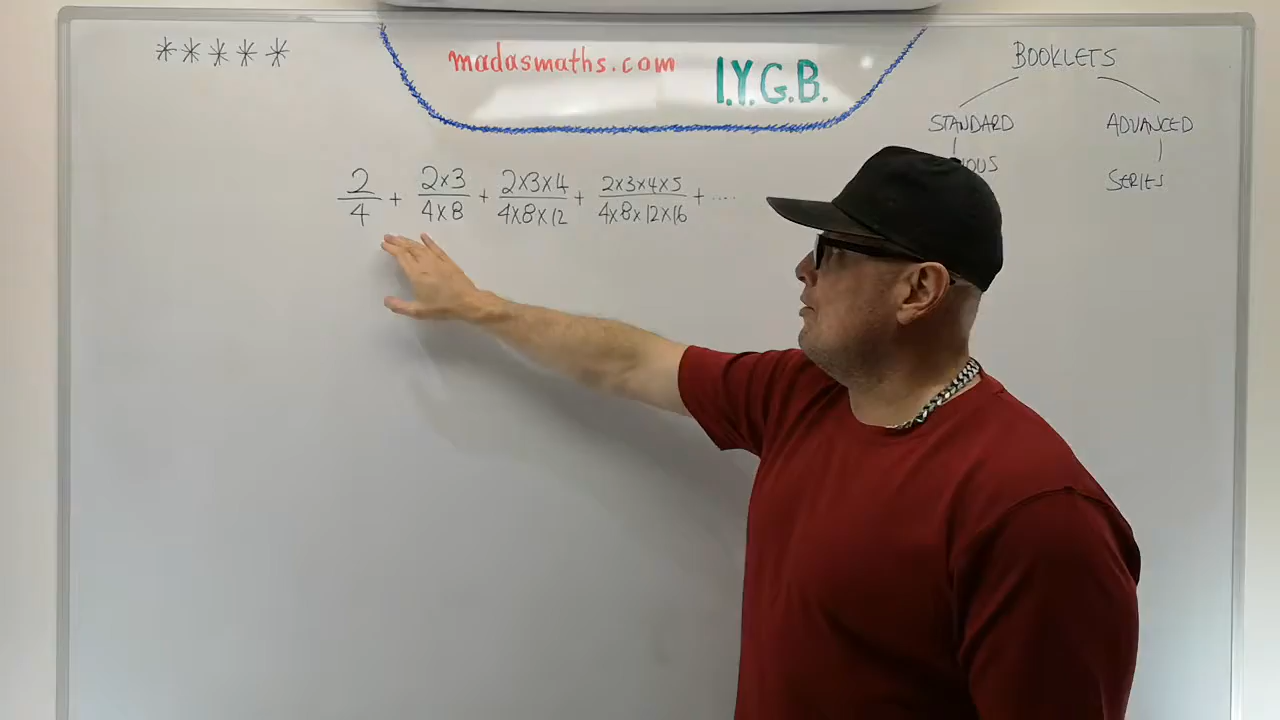 *****
madasmaths.com
I.Y.G.B.
BOOKLETS
STANDARD
ADVANCED
SERIES
2/4 + 2×3/4×8 + 2×3×4/4×8×12 + 2×3×4×5/4×8×12×16 + ....